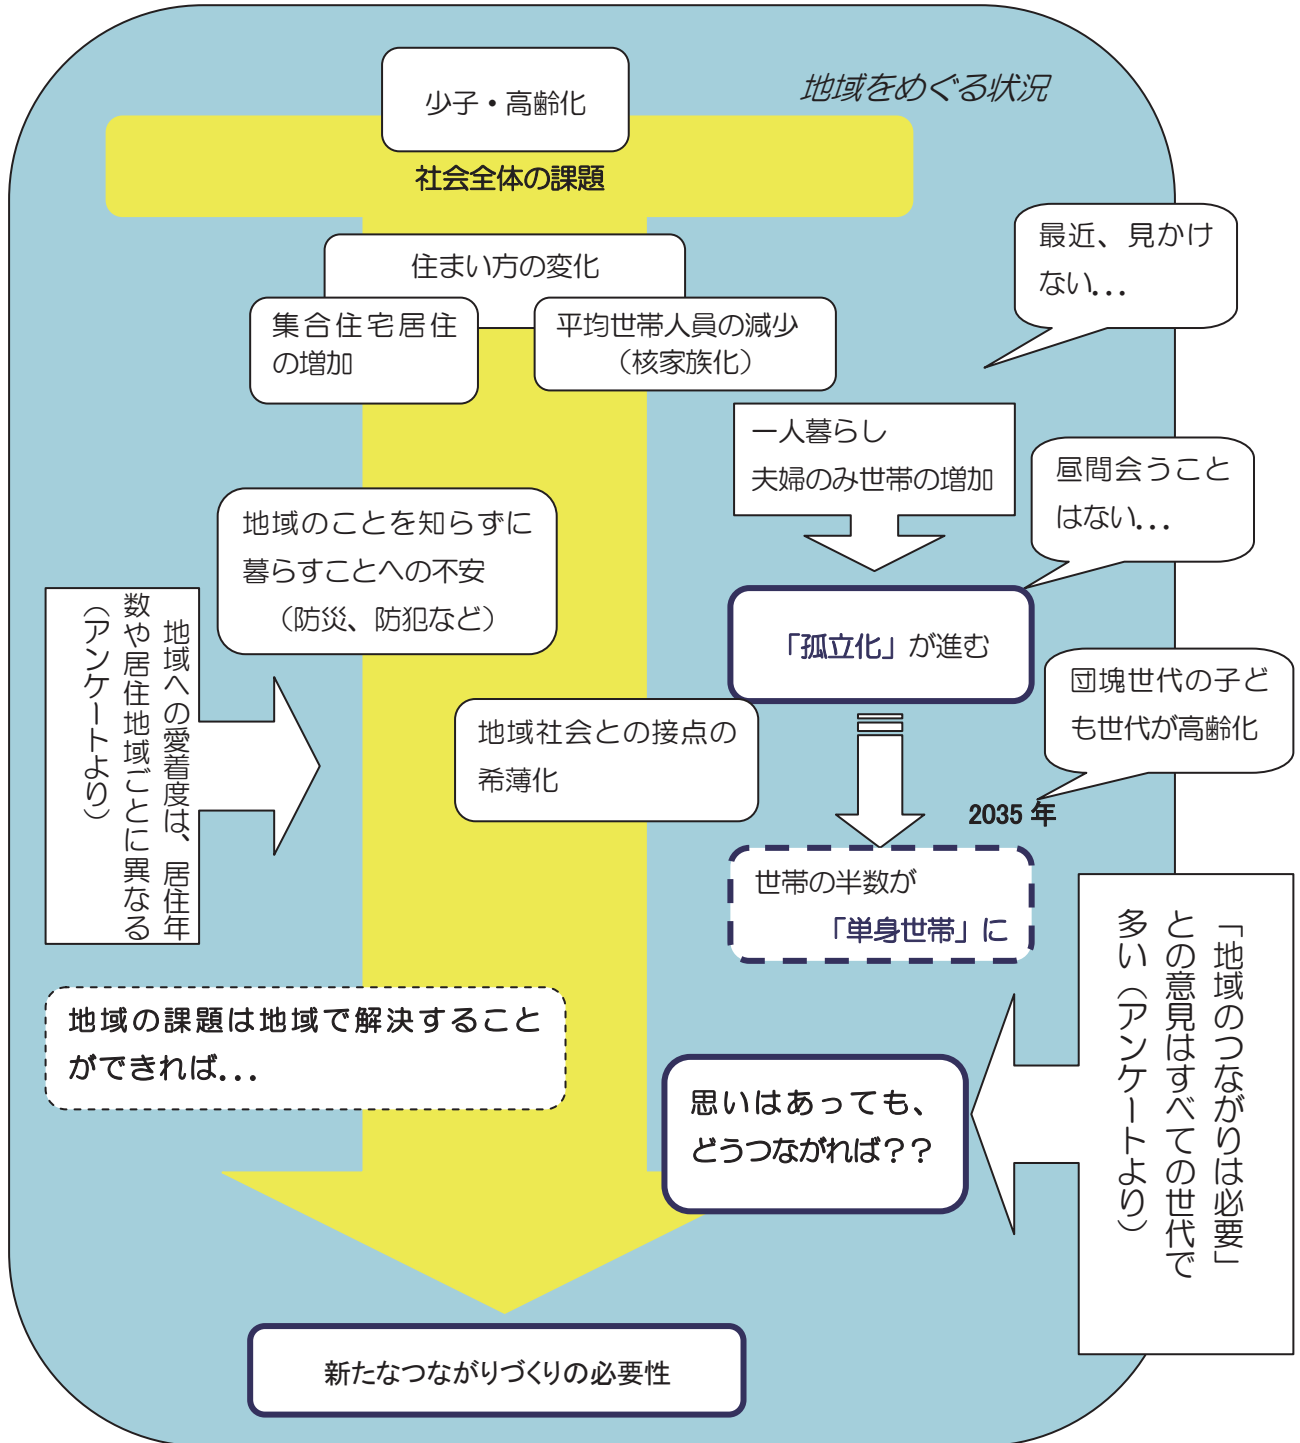 地域をめぐる状況
少子・高齢化
社会全体の課題
住まい方の変化
集合住宅居住
の増加
平均世帯人員の減少
（核家族化）
最近、見かけ
ない...
一人暮らし
夫婦のみ世帯の増加
昼間会うこと
はない...
地域のことを知らずに
暮らすことへの不安
（防災、防犯など）
「孤立化」が進む
地域への愛着度は、居住年
数や居住地域ごとに異なる
（アンケートより）
団塊世代の子ど
も世代が高齢化
地域社会との接点の
希薄化
2035 年
世帯の半数が
「単身世帯」に
「地域のつながりは必要」
との意見はすべての世代で
多い（アンケートより）
地域の課題は地域で解決すること
ができれば...
思いはあっても、
どうつながれば？？
新たなつながりづくりの必要性